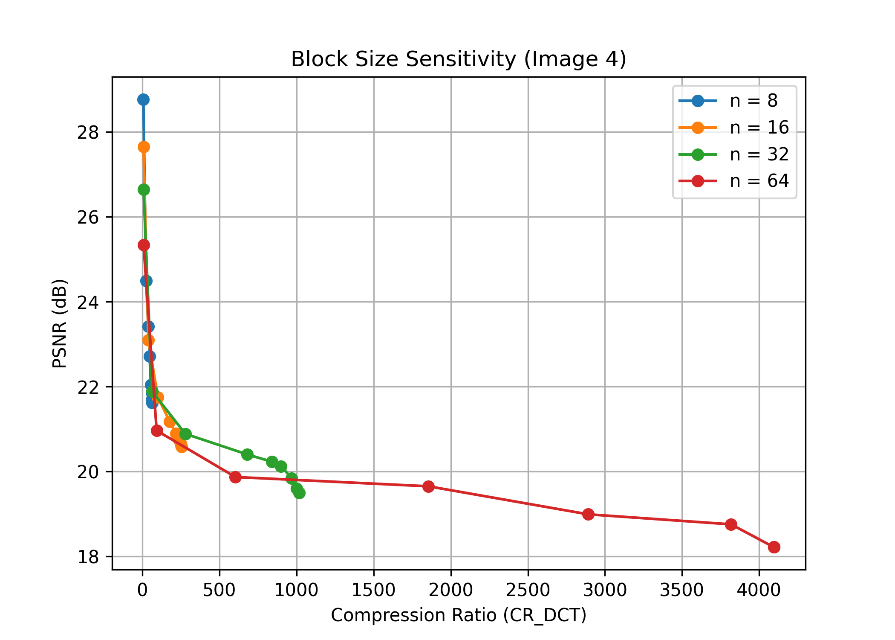 Block Size Sensitivity (Image 4)
n = 8
n = 16
n = 32
n = 64
PSNR (dB)
28
26
24
22
20
18
0 500 1000 1500 2000 2500 3000 3500 4000
Compression Ratio (CR_DCT)